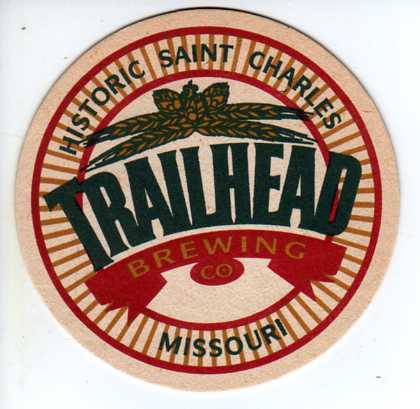 HISTORIC SAINT CHARLES
TRAILHEAD
BREWING
CO
MISSOURI